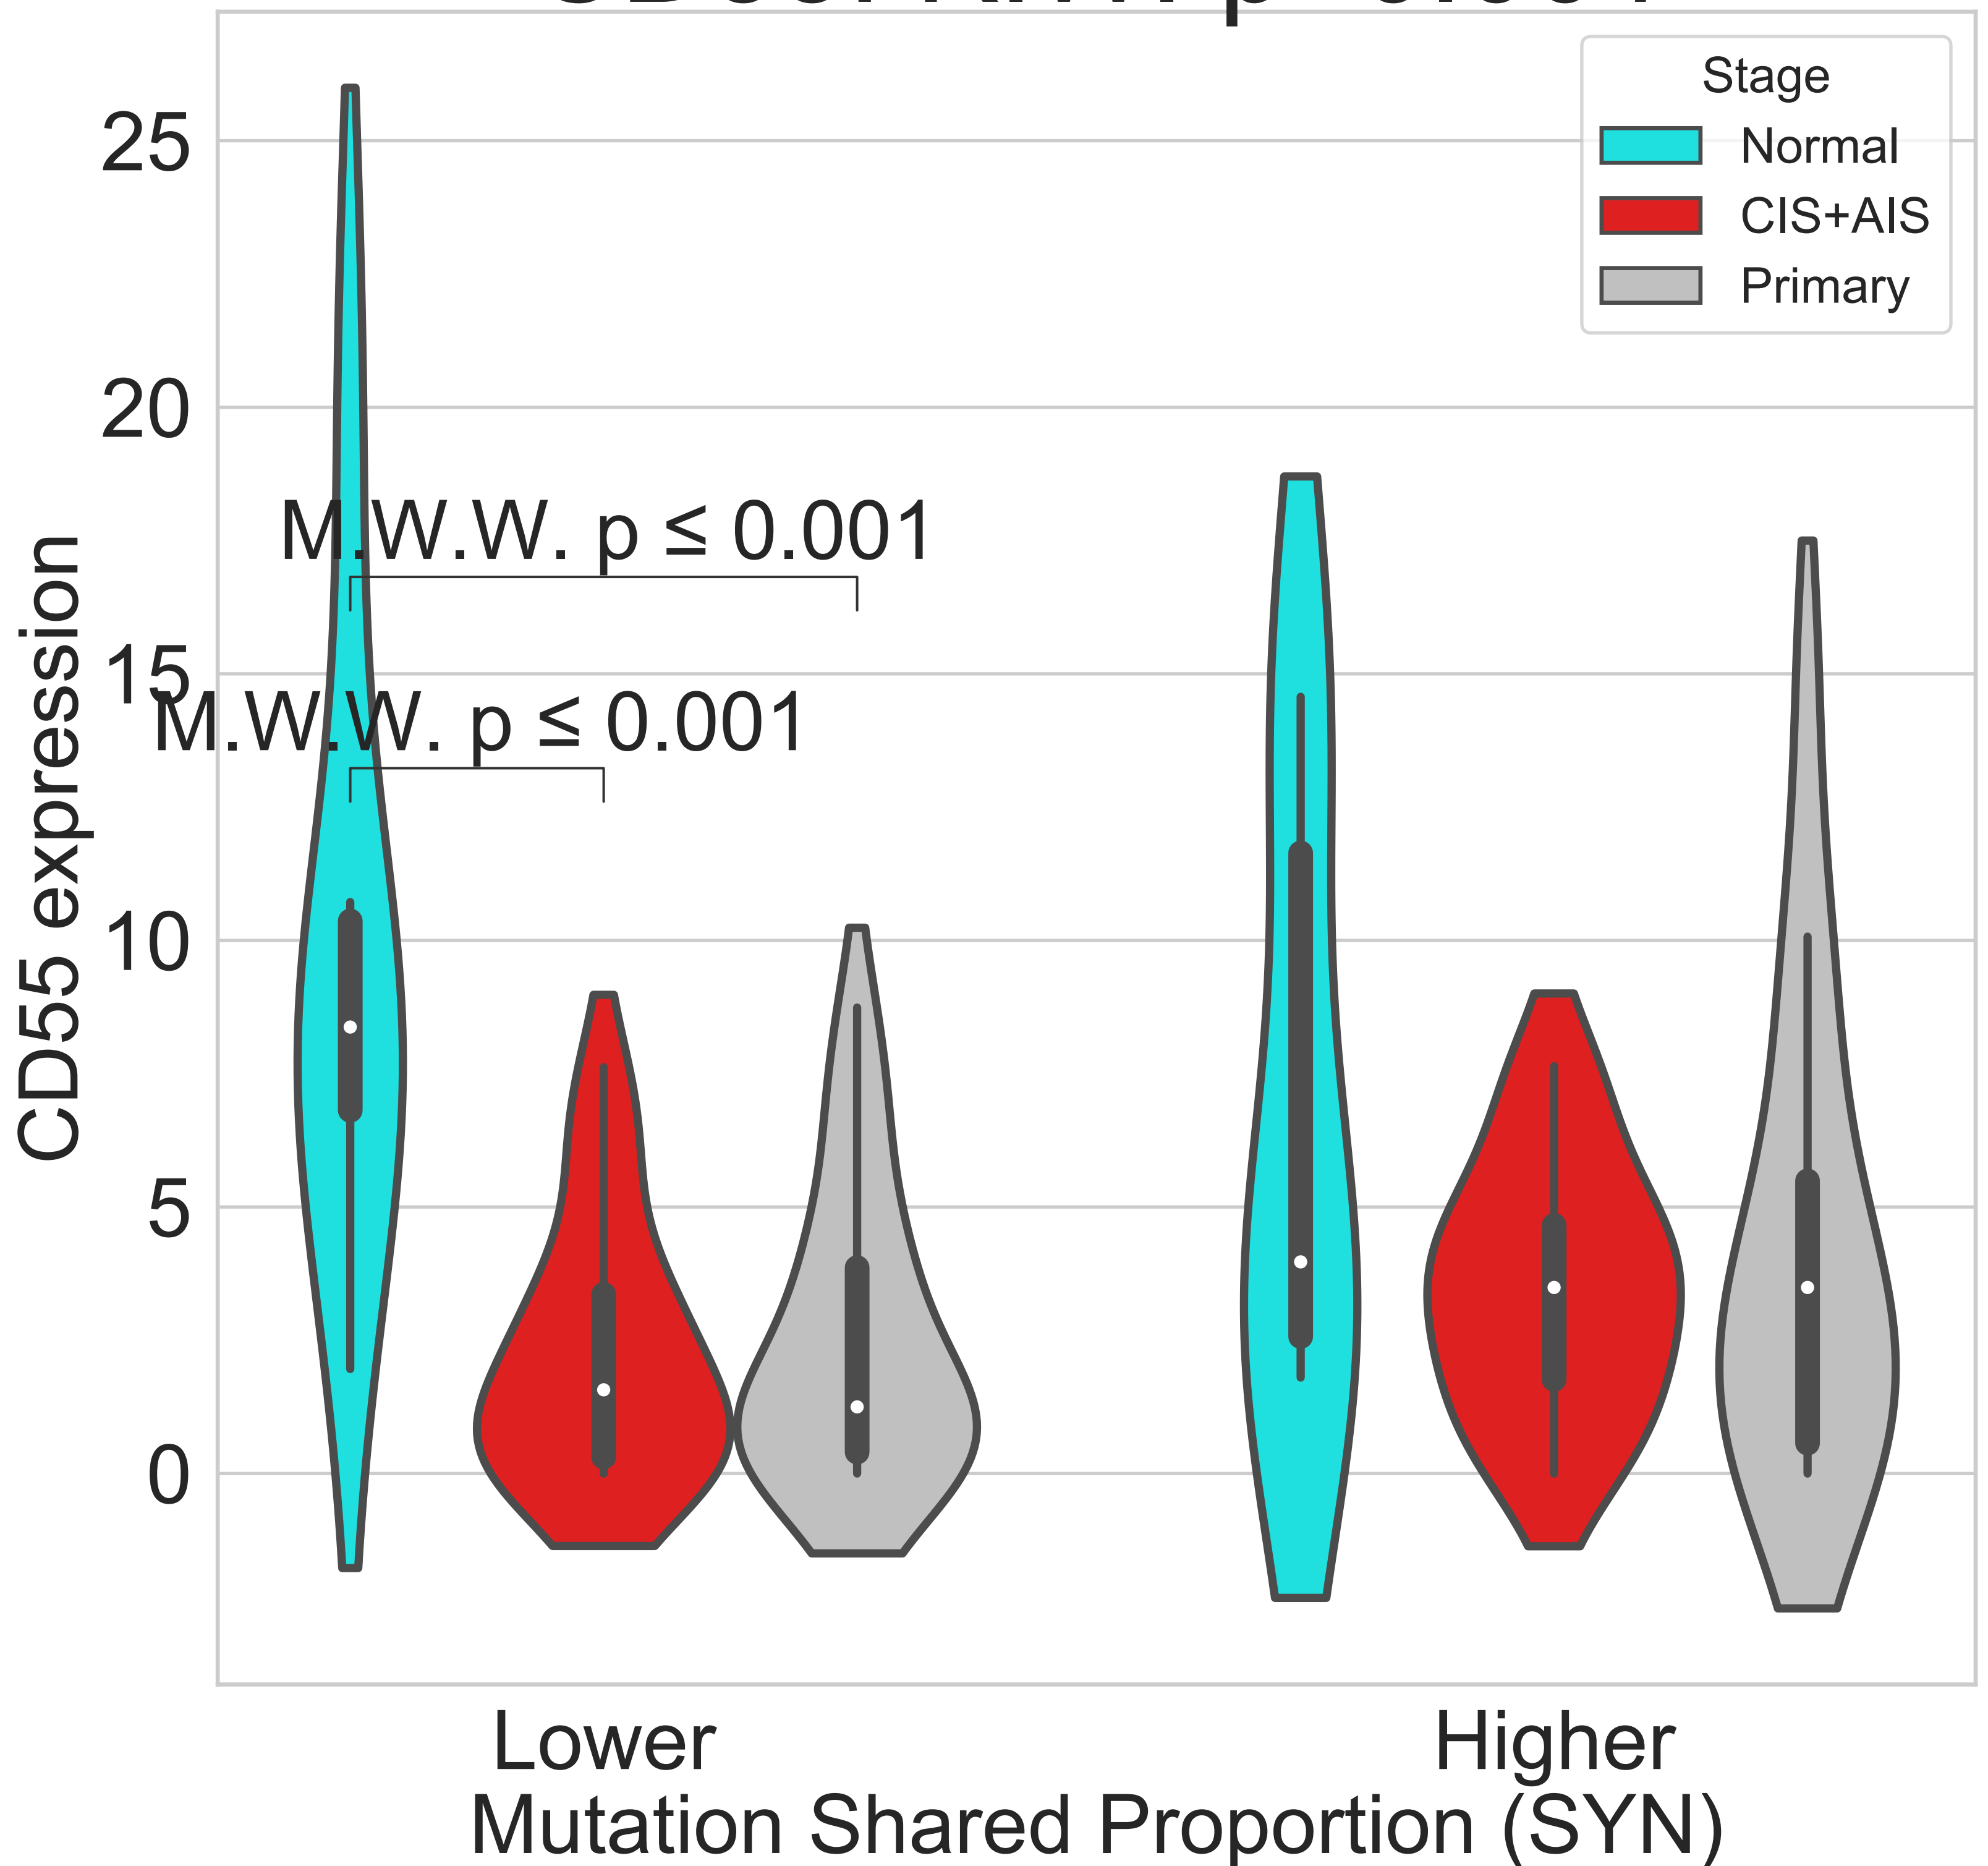 Stage
Normal
CIS+AIS
Primary
25
20
15
10
5
0
CD55 expression
M.W.W. p ≤ 0.001
M.W.W. p ≤ 0.001
Lower
Higher
Mutation Shared Proportion (SYN)